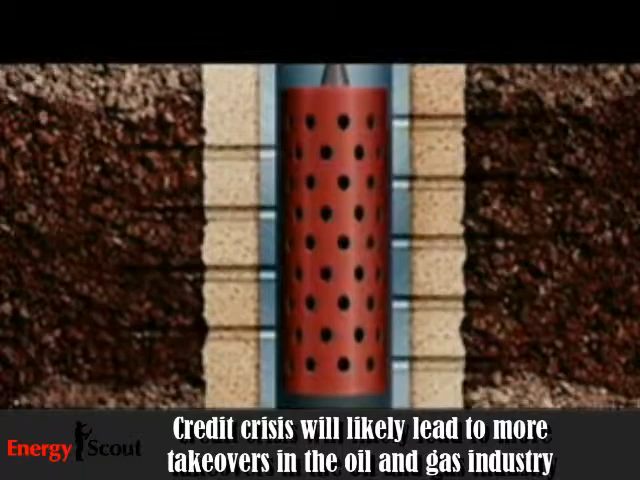 Credit crisis will likely lead to more
takeovers in the oil and gas industry
Energy Scout